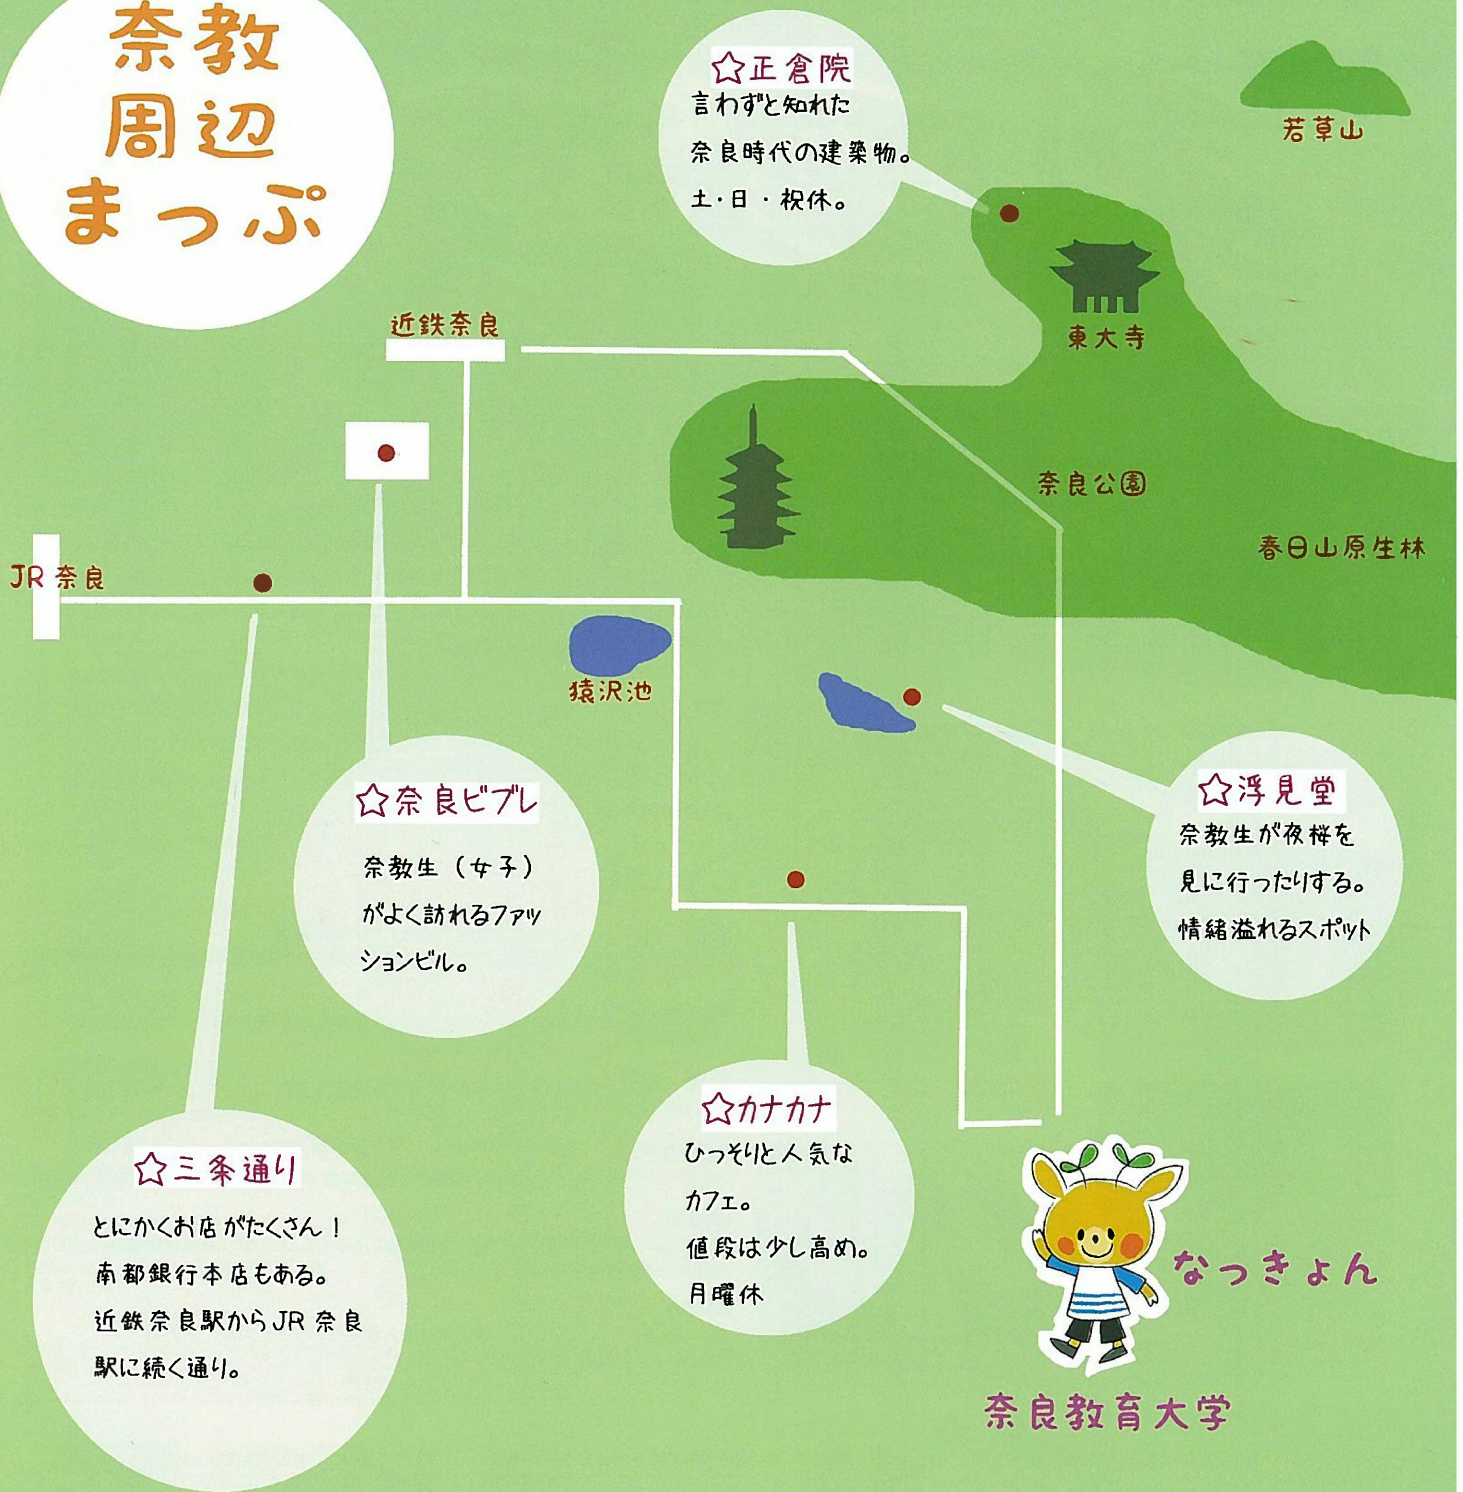 奈教
周辺
まっぷ
☆正倉院
言わずと知れた
奈良時代の建築物。
土・日・祝休。
若草山
東大寺
近鉄奈良
奈良公園
春日山原生林
JR奈良
猿沢池
☆奈良ビブレ
奈教生（女子）
がよく訪れるファッ
ションビル。
☆浮見堂
奈教生が夜桜を
見に行ったりする。
情緒溢れるスポット
☆三条通り
とにかくお店がたくさん！
南都銀行本店もある。
近鉄奈良駅からJR奈良
駅に続く通り。
☆カナカナ
ひっそりと人気な
カフェ。
値段は少し高め。
月曜休
なっきょん
奈良教育大学